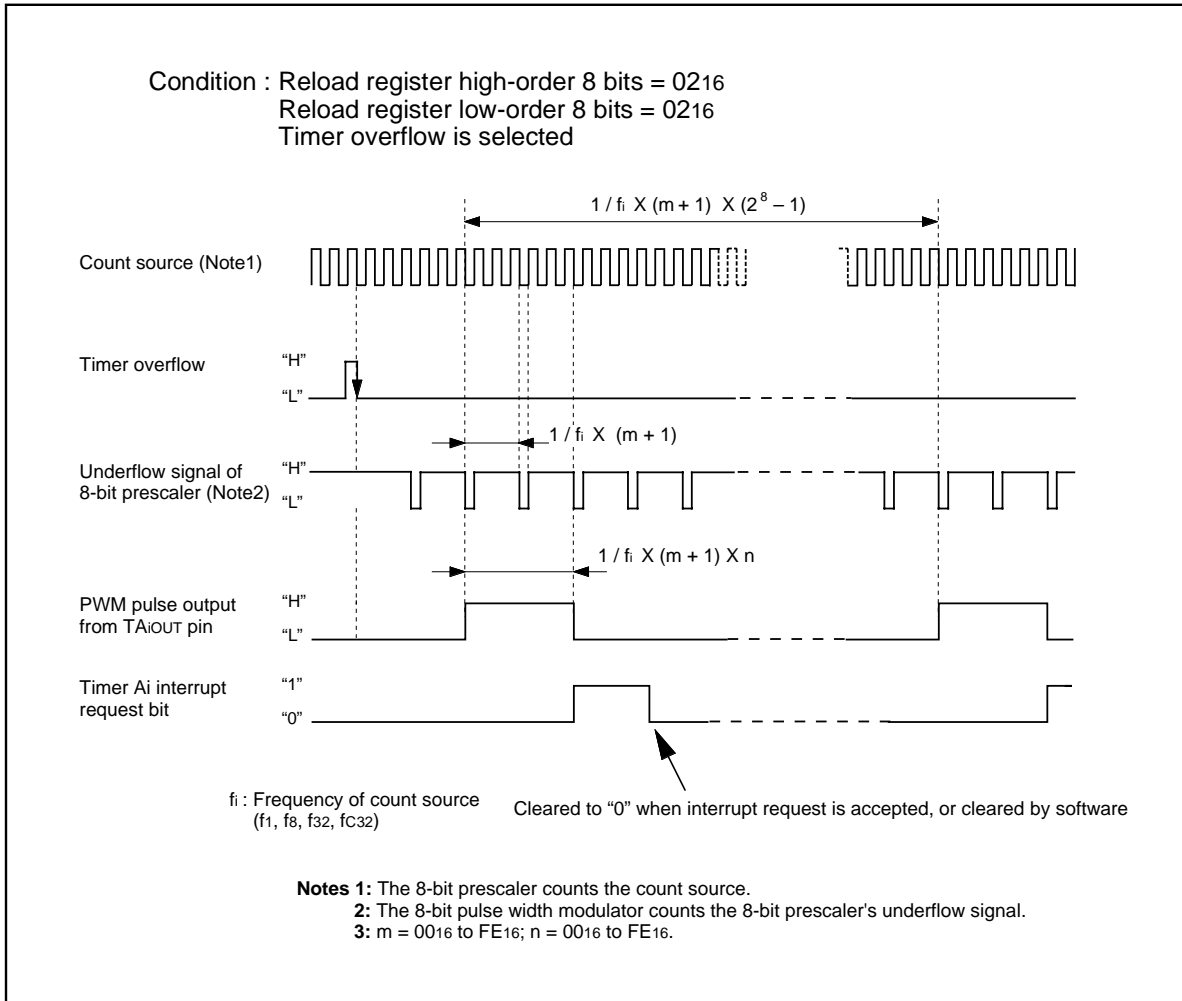 Condition : Reload register high-order 8 bits = 0216
Reload register low-order 8 bits = 0216
Timer overflow is selected
1 / fi X (m + 1) X (2^8 – 1)
Count source (Note1)
Timer overflow
“H”
“L”
1 / fi X (m + 1)
Underflow signal of
8-bit prescaler (Note2)
“H”
“L”
1 / fi X (m + 1) X n
PWM pulse output
from TAiOUT pin
“H”
“L”
Timer Ai interrupt
request bit
“1”
“0”
fi : Frequency of count source
(f1, f8, f32, fC32)
Cleared to “0” when interrupt request is accepted, or cleared by software
Notes 1: The 8-bit prescaler counts the count source.
2: The 8-bit pulse width modulator counts the 8-bit prescaler's underflow signal.
3: m = 0016 to FE16; n = 0016 to FE16.